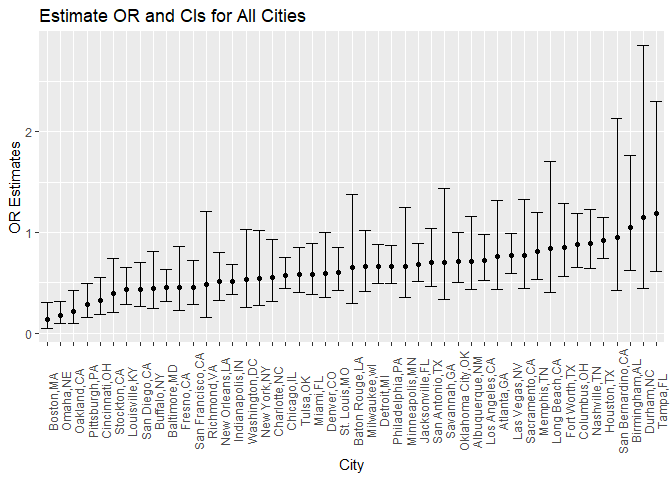 Estimate OR and CIs for All Cities
OR Estimates
2
1
0
Boston,MA
Omaha,NE
Oakland,CA
Pittsburgh,PA
Cincinnati,OH
Stockton,CA
Louisville,KY
San Diego,CA
Buffalo,NY
Baltimore,MD
Fresno,CA
San Francisco,CA
Richmond,VA
New Orleans,LA
Indianapolis,IN
Washington,DC
New York,NY
Charlotte,NC
Chicago,IL
Tulsa,OK
Miami,FL
Denver,CO
St. Louis,MO
Baton Rouge,LA
Milwaukee,wI
Detroit,MI
Philadelphia,PA
Minneapolis,MN
Jacksonville,FL
San Antonio,TX
Savannah,GA
Oklahoma City,OK
Albuquerque,NM
Los Angeles,CA
Atlanta,GA
Las Vegas,NV
Sacramento,CA
Memphis,TN
Long Beach,CA
Fort Worth,TX
Columbus,OH
Nashville,TN
Houston,TX
San Bernardino,CA
Birmingham,AL
Durham,NC
Tampa,FL
City